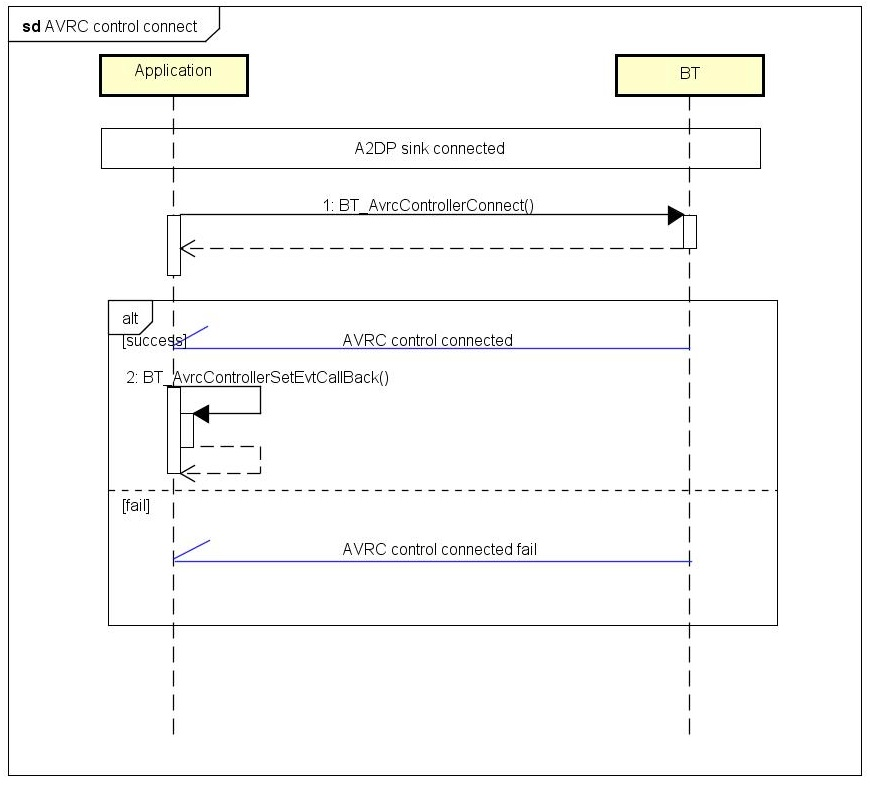 sd AVRC control connect
Application
BT
A2DP sink connected
1: BT_AvrcControllerConnect()
alt
[success]
AVRC control connected
2: BT_AvrcControllerSetEvtCallBack()
[fail]
AVRC control connected fail